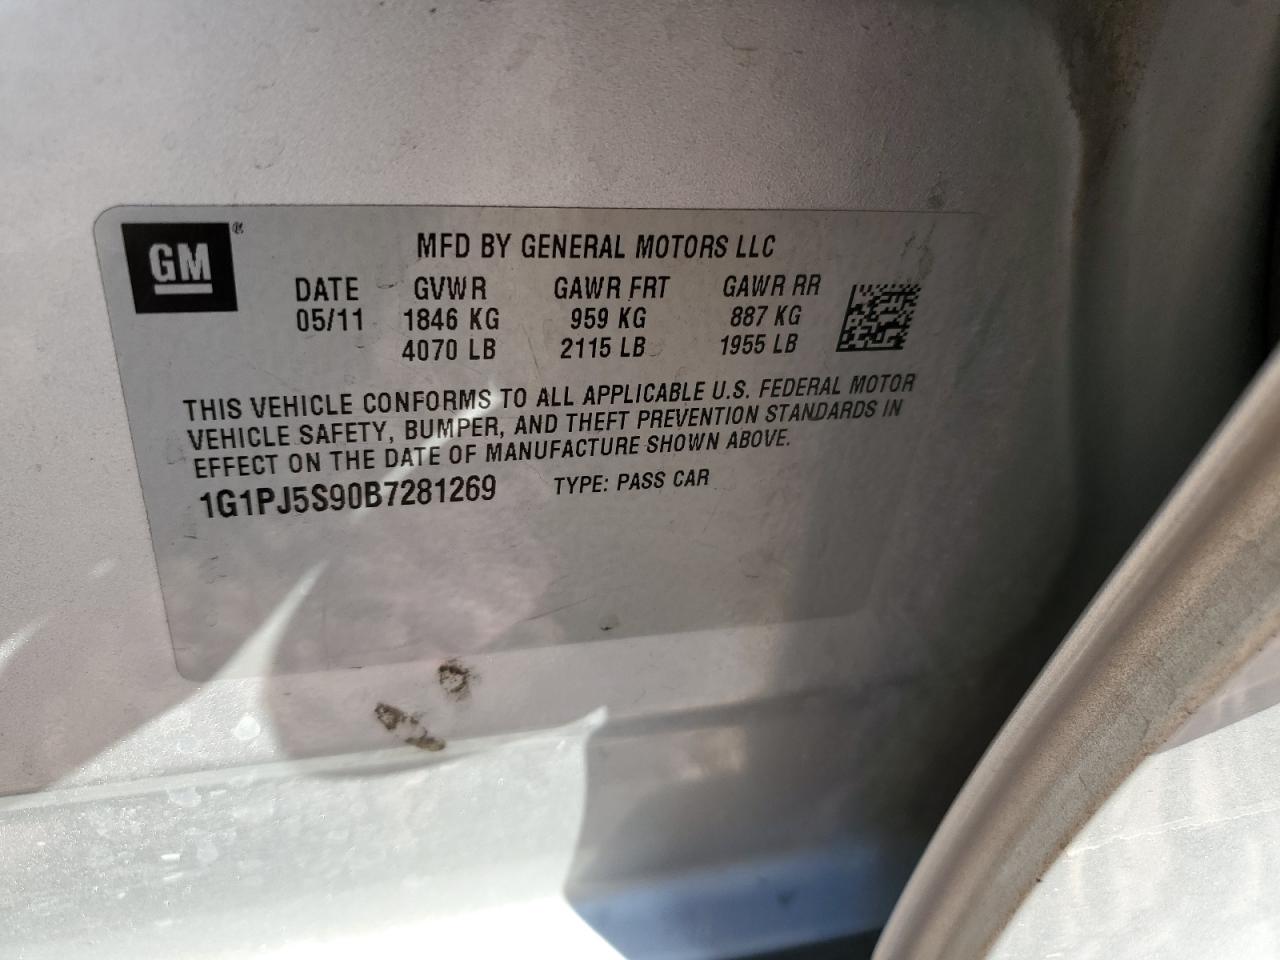 GM®
MFD BY GENERAL MOTORS LLC
DATE GVWR GAWR FRT GAWR RR
05/11 1846 KG 959 KG 887 KG
4070 LB 2115 LB 1955 LB
THIS VEHICLE CONFORMS TO ALL APPLICABLE U.S. FEDERAL MOTOR
VEHICLE SAFETY, BUMPER, AND THEFT PREVENTION STANDARDS IN
EFFECT ON THE DATE OF MANUFACTURE SHOWN ABOVE.
1G1PJ5S90B7281269 TYPE: PASS CAR